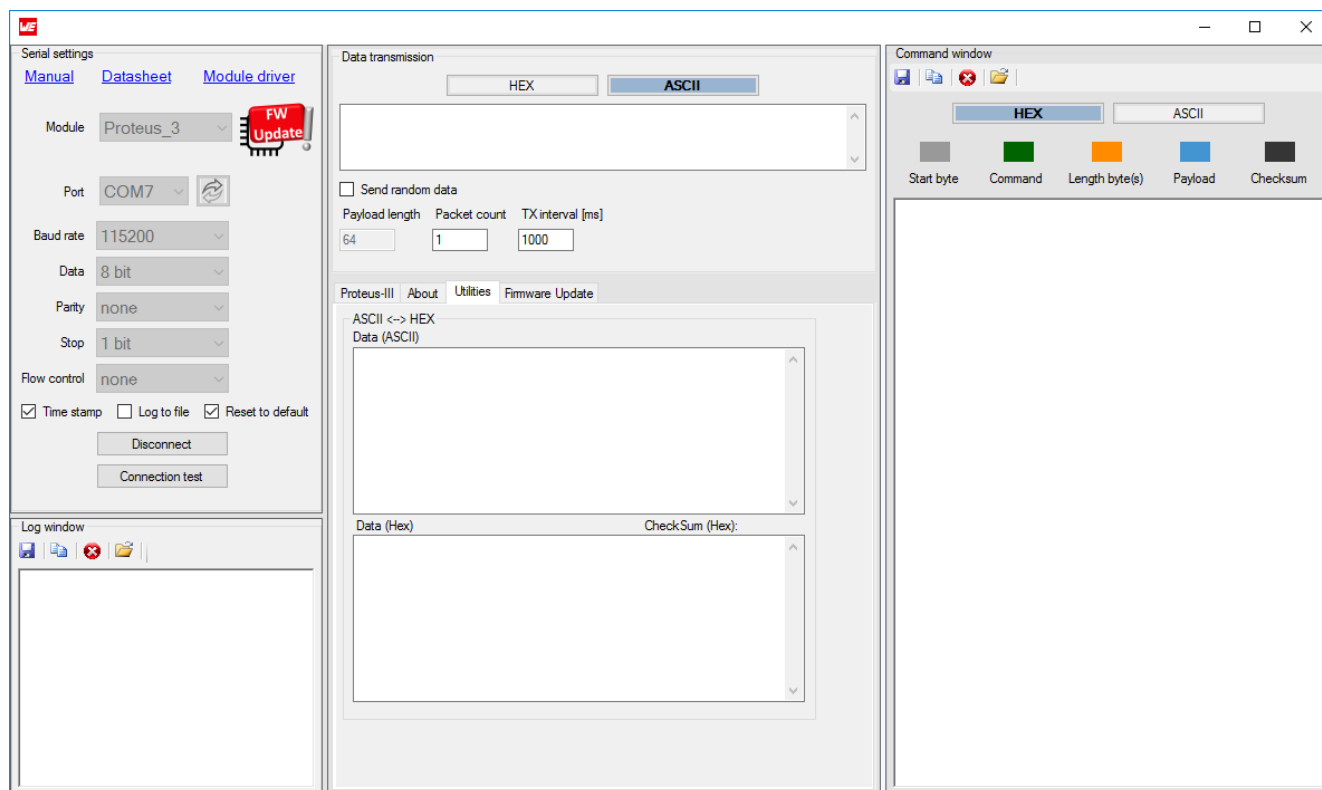 WE
Serial settings
Manual Datasheet Module driver
Module Proteus_3 FW Update
Port COM7
Baud rate 115200
Data 8 bit
Parity none
Stop 1 bit
Flow control none
Time stamp Log to file Reset to default
Disconnect
Connection test
Log window
Data transmission
HEX ASCII
Send random data
Payload length Packet count TX interval [ms]
64 1 1000
Proteus-III About Utilities Firmware Update
ASCII <--> HEX
Data (ASCII)
Data (Hex) CheckSum (Hex):
Command window
HEX ASCII
Start byte Command Length byte(s) Payload Checksum